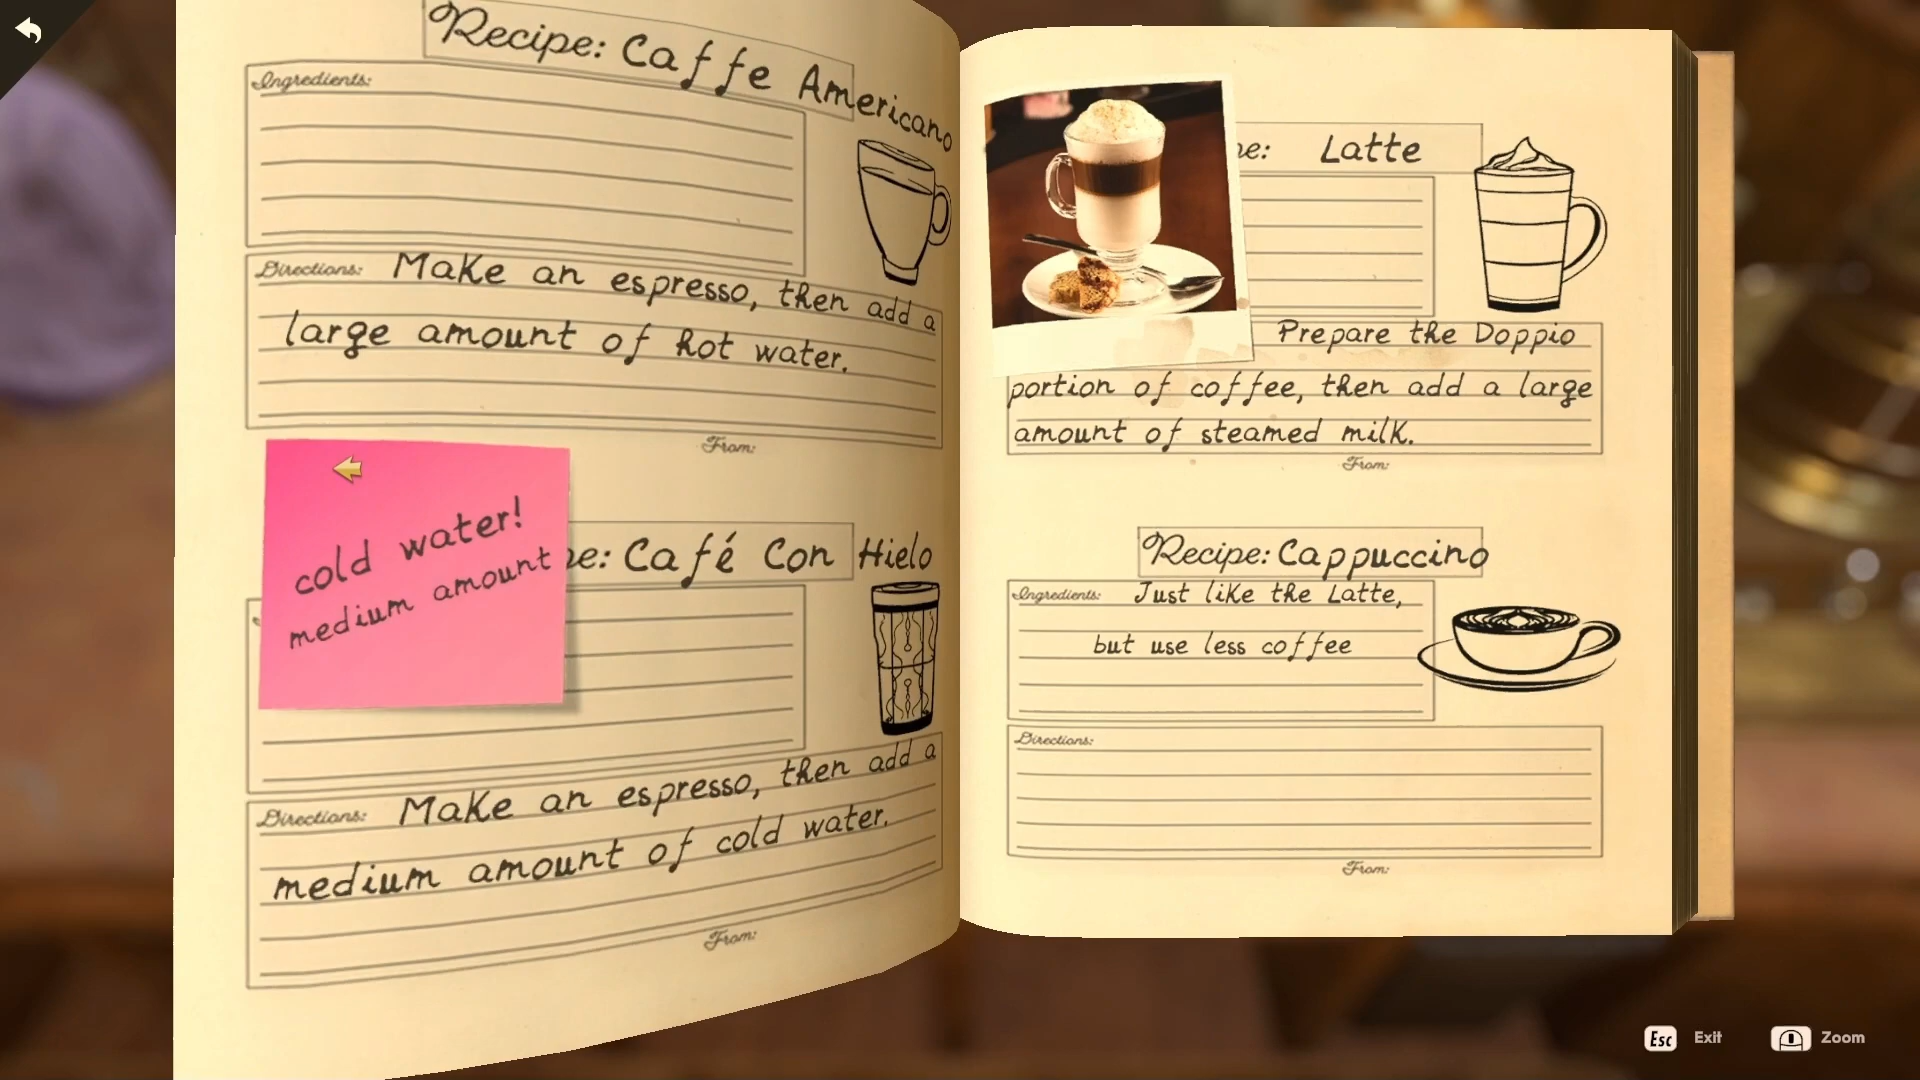 Recipe: Caffe Americano
Ingredients:
Directions: Make an espresso, then add a
large amount of hot water.
From:
cold water!
medium amount
pe: Café Con Hielo
Directions: Make an espresso, then add a
medium amount of cold water.
From:
pe: Latte
Prepare the Doppio
portion of coffee, then add a large
amount of steamed milk.
From:
Recipe: Cappuccino
Ingredients: Just like the Latte,
but use less coffee
Directions:
From:
Esc Exit Zoom